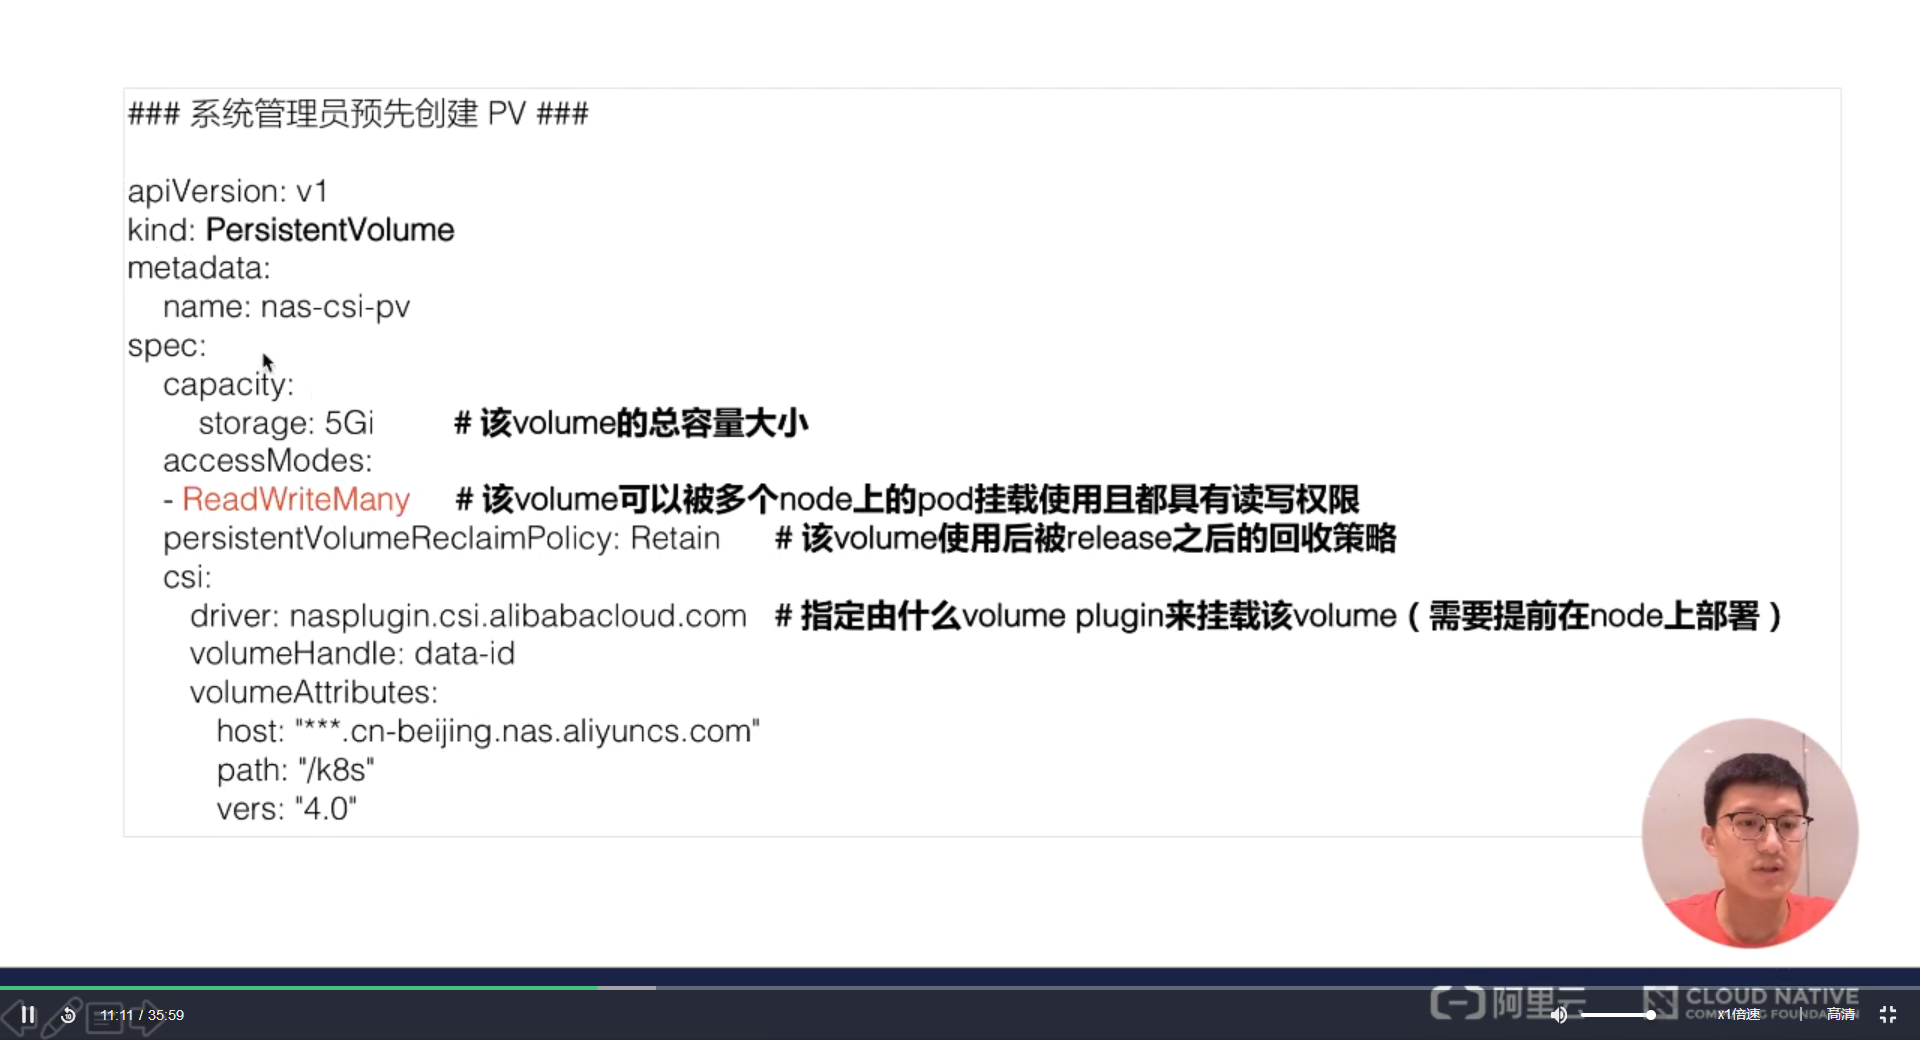 ### 系统管理员预先创建 PV ###
apiVersion: v1
kind: PersistentVolume
metadata:
name: nas-csi-pv
spec:
capacity:
storage: 5Gi # 该volume的总容量大小
accessModes:
- ReadWriteMany # 该volume可以被多个node上的pod挂载使用且都具有读写权限
persistentVolumeReclaimPolicy: Retain # 该volume使用后被release之后的回收策略
csi:
driver: nasplugin.csi.alibabacloud.com # 指定由什么volume plugin来挂载该volume（需要提前在node上部署）
volumeHandle: data-id
volumeAttributes:
host: "***.cn-beijing.nas.aliyuncs.com"
path: "/k8s"
vers: "4.0"
阿里云
CLOUD NATIVE
10
11:11 / 35:59
x1倍速
高清